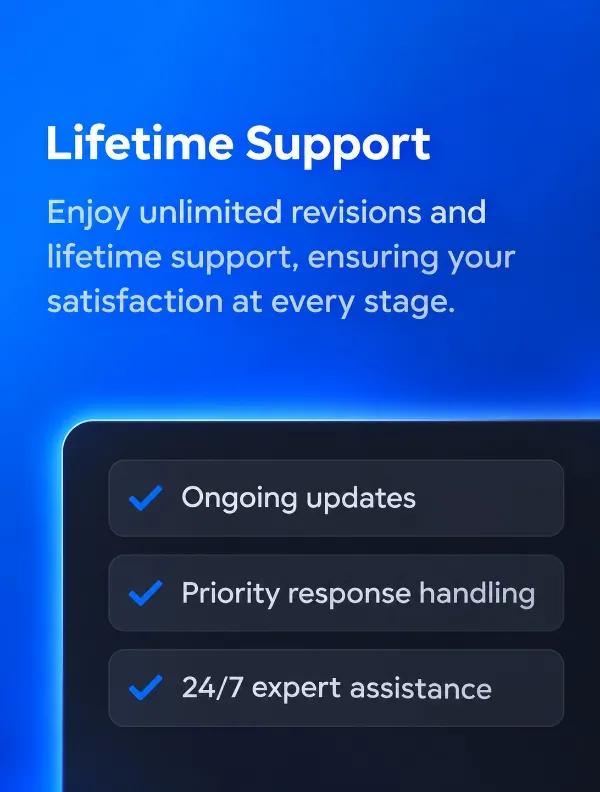 Lifetime Support
Enjoy unlimited revisions and
lifetime support, ensuring your
satisfaction at every stage.
Ongoing updates
Priority response handling
24/7 expert assistance